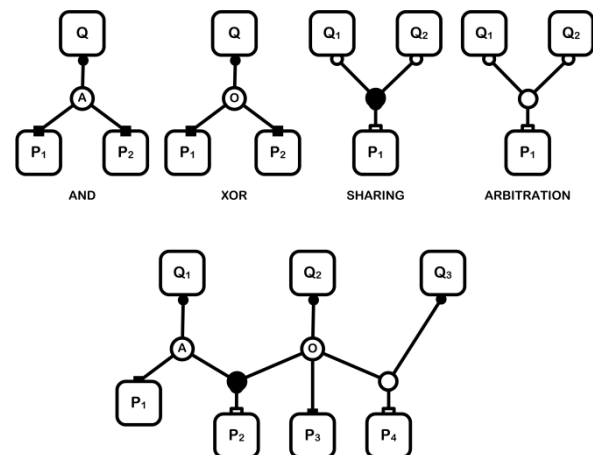 Q Q Q₁ Q₂ Q₁ Q₂
A O
P₁ P₂ P₁ P₂ P₁ P₁
AND XOR SHARING ARBITRATION
Q₁ Q₂ Q₃
A O
P₁ P₂ P₃ P₄